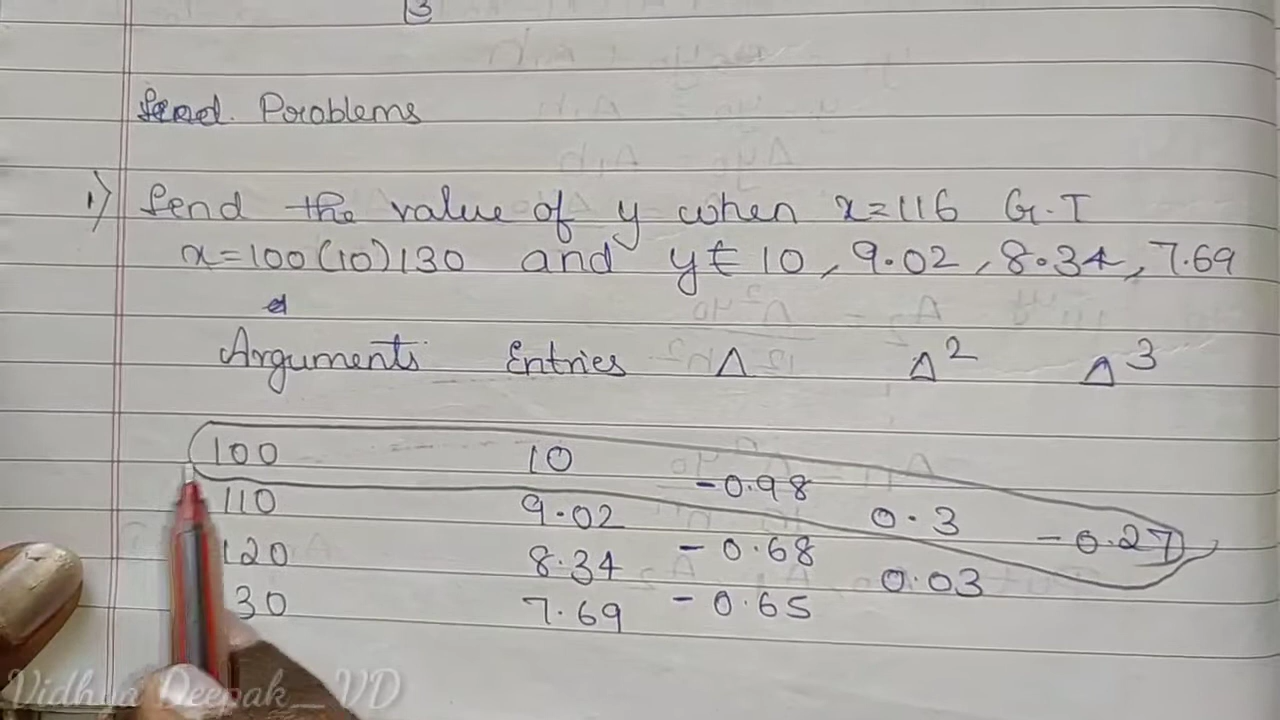 3
Problems
1) Find the value of y when x=116 G.T
x=100(10)130 and y= 10, 9.02, 8.34, 7.69
Arguments Entries Δ Δ² Δ³
100 10
-0.98
110 9.02 0.3
-0.68 -0.27
120 8.34 0.03
-0.65
30 7.69
Vidhya Deepak_VD